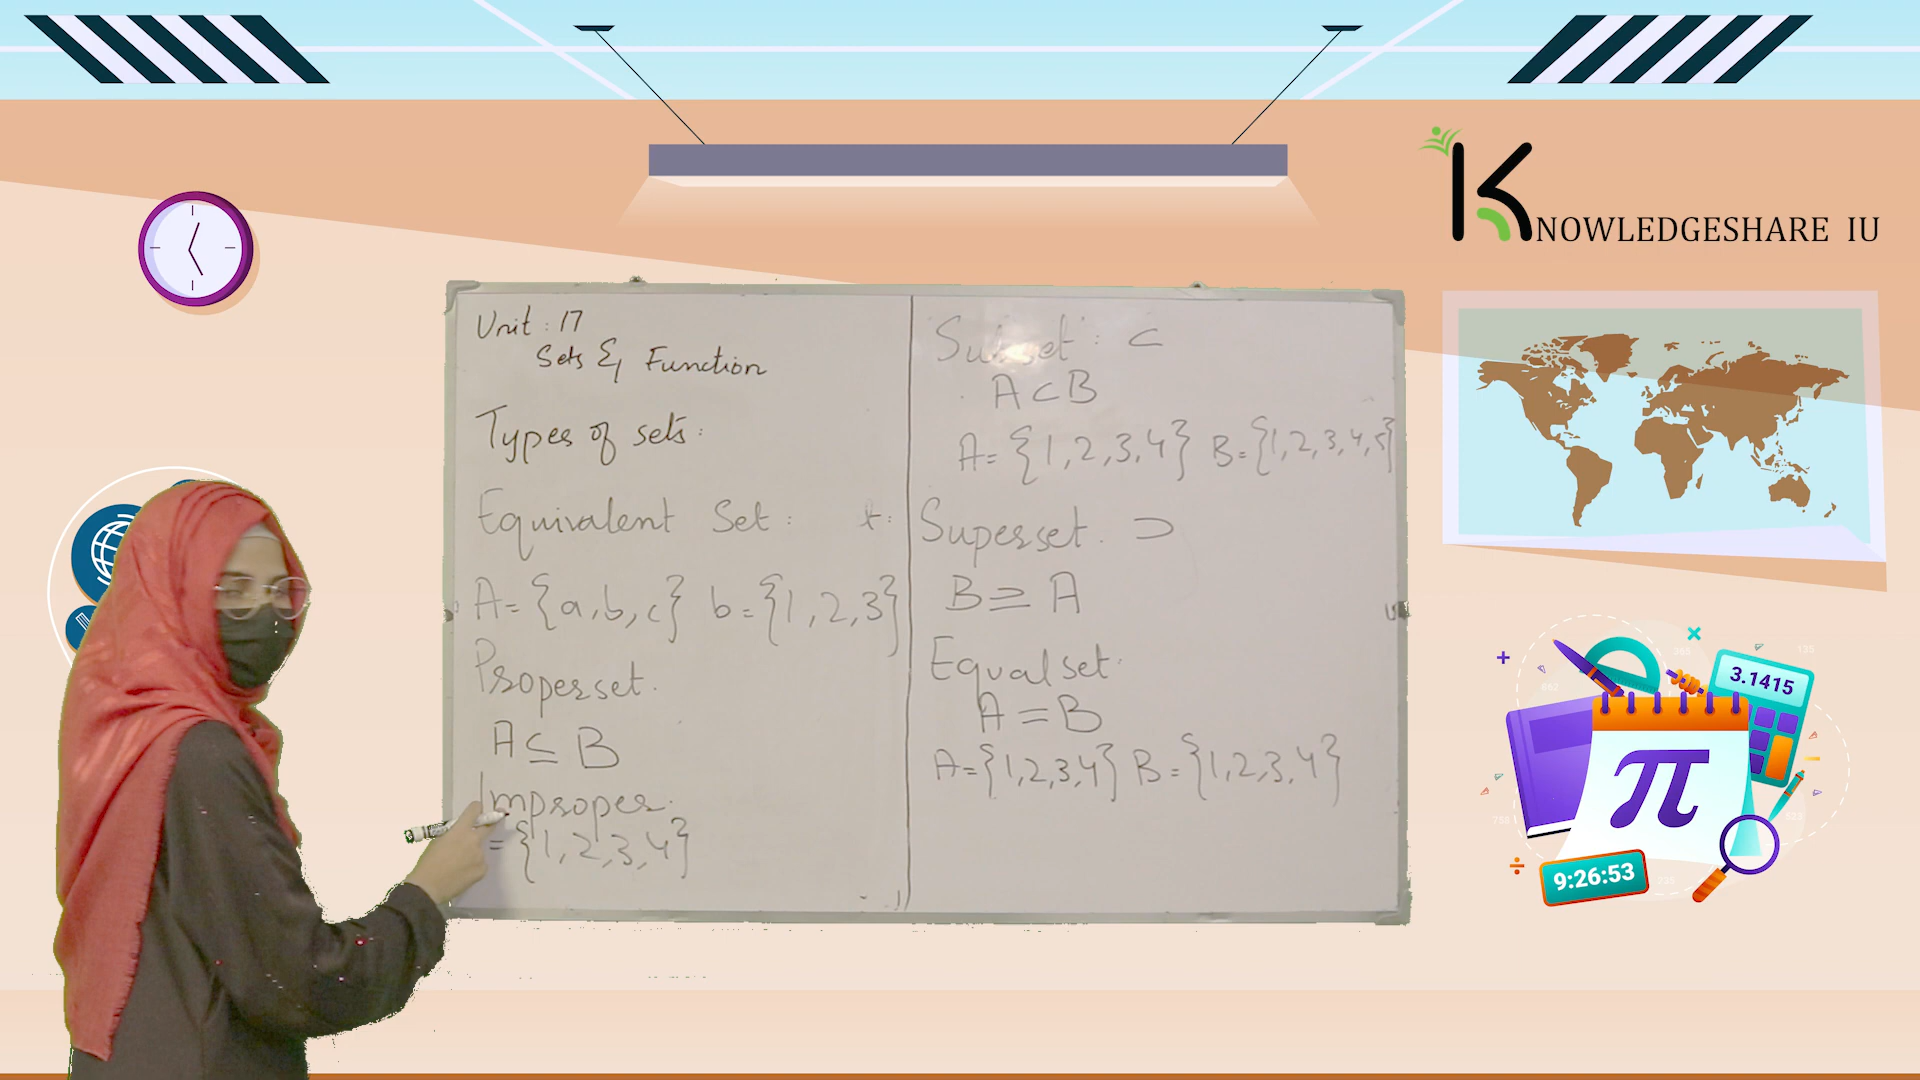 KNOWLEDGESHARE IU
Unit : 17
Sets & Function
Types of sets:
Equivalent Set :
A = {a, b, c} b = {1, 2, 3}
Proper set.
A ⊆ B
Improper.
= {1, 2, 3, 4}
Subset : ⊂
A ⊂ B
A = {1, 2, 3, 4} B = {1, 2, 3, 4, 5}
Superset. ⊃
B ⊇ A
Equal set.
A = B
A = {1, 2, 3, 4} B = {1, 2, 3, 4}
3.1415
π
9:26:53